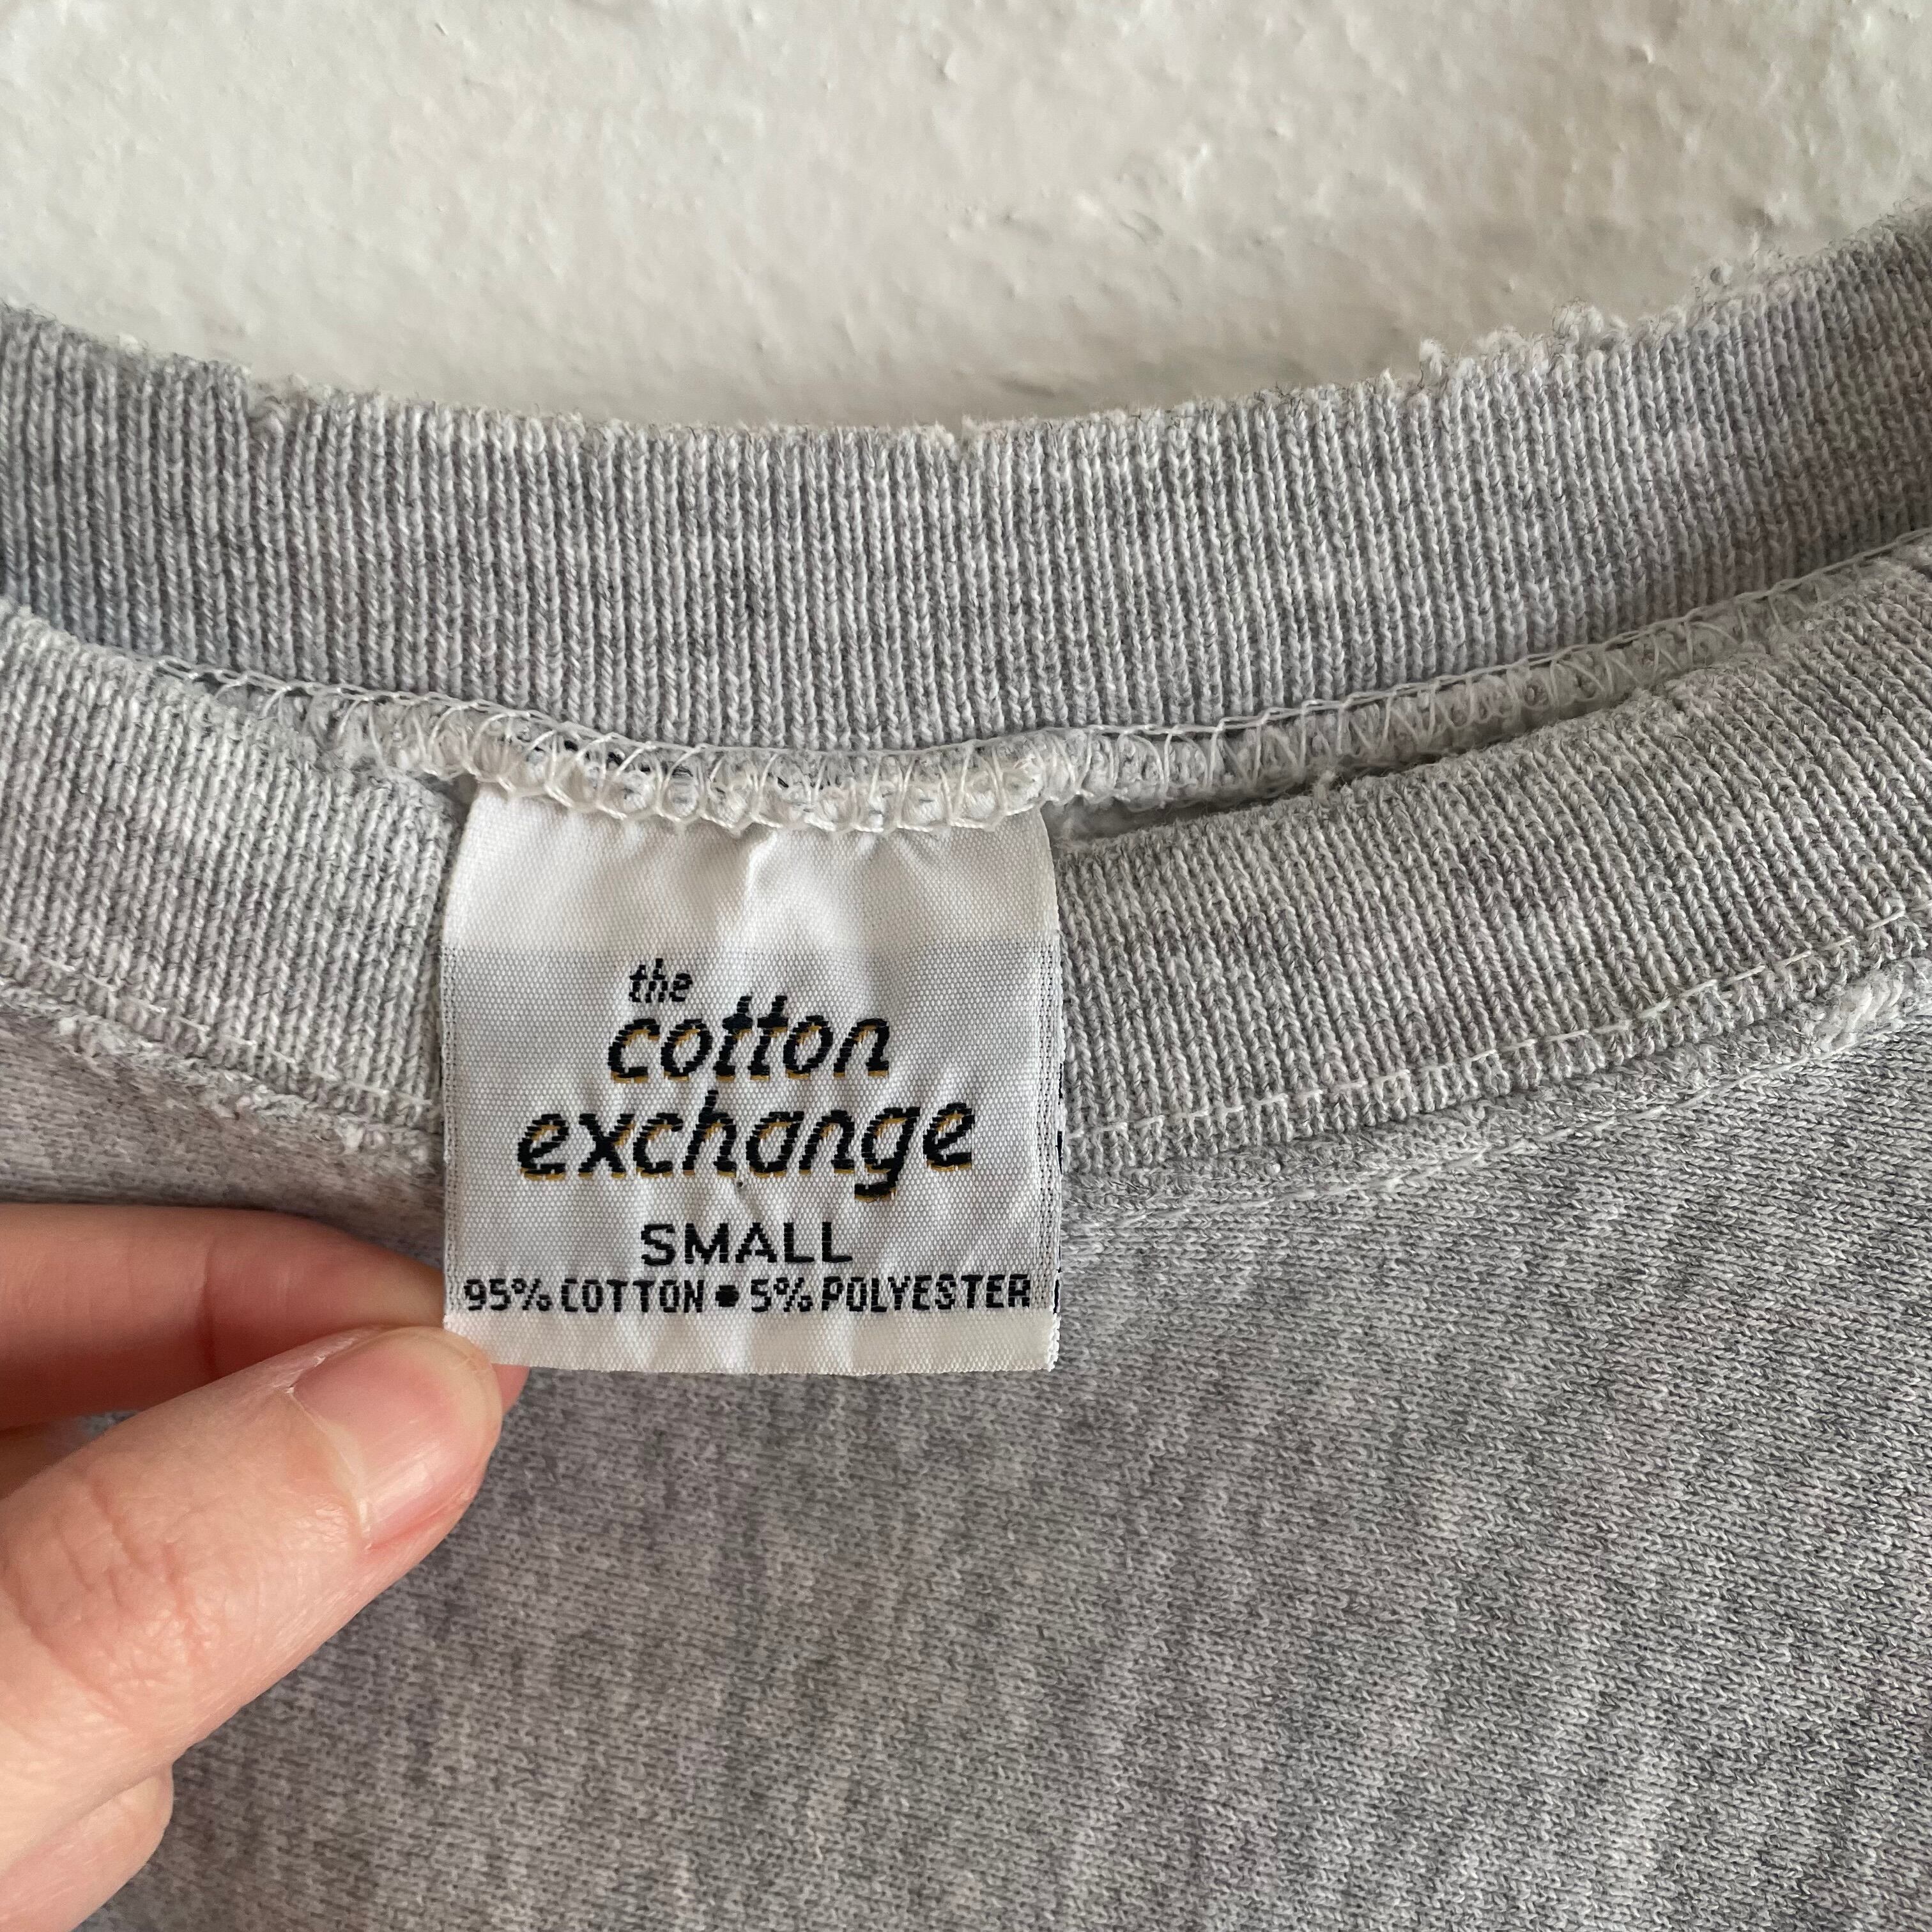 the
cotton
exchange
SMALL
95% COTTON • 5% POLYESTER